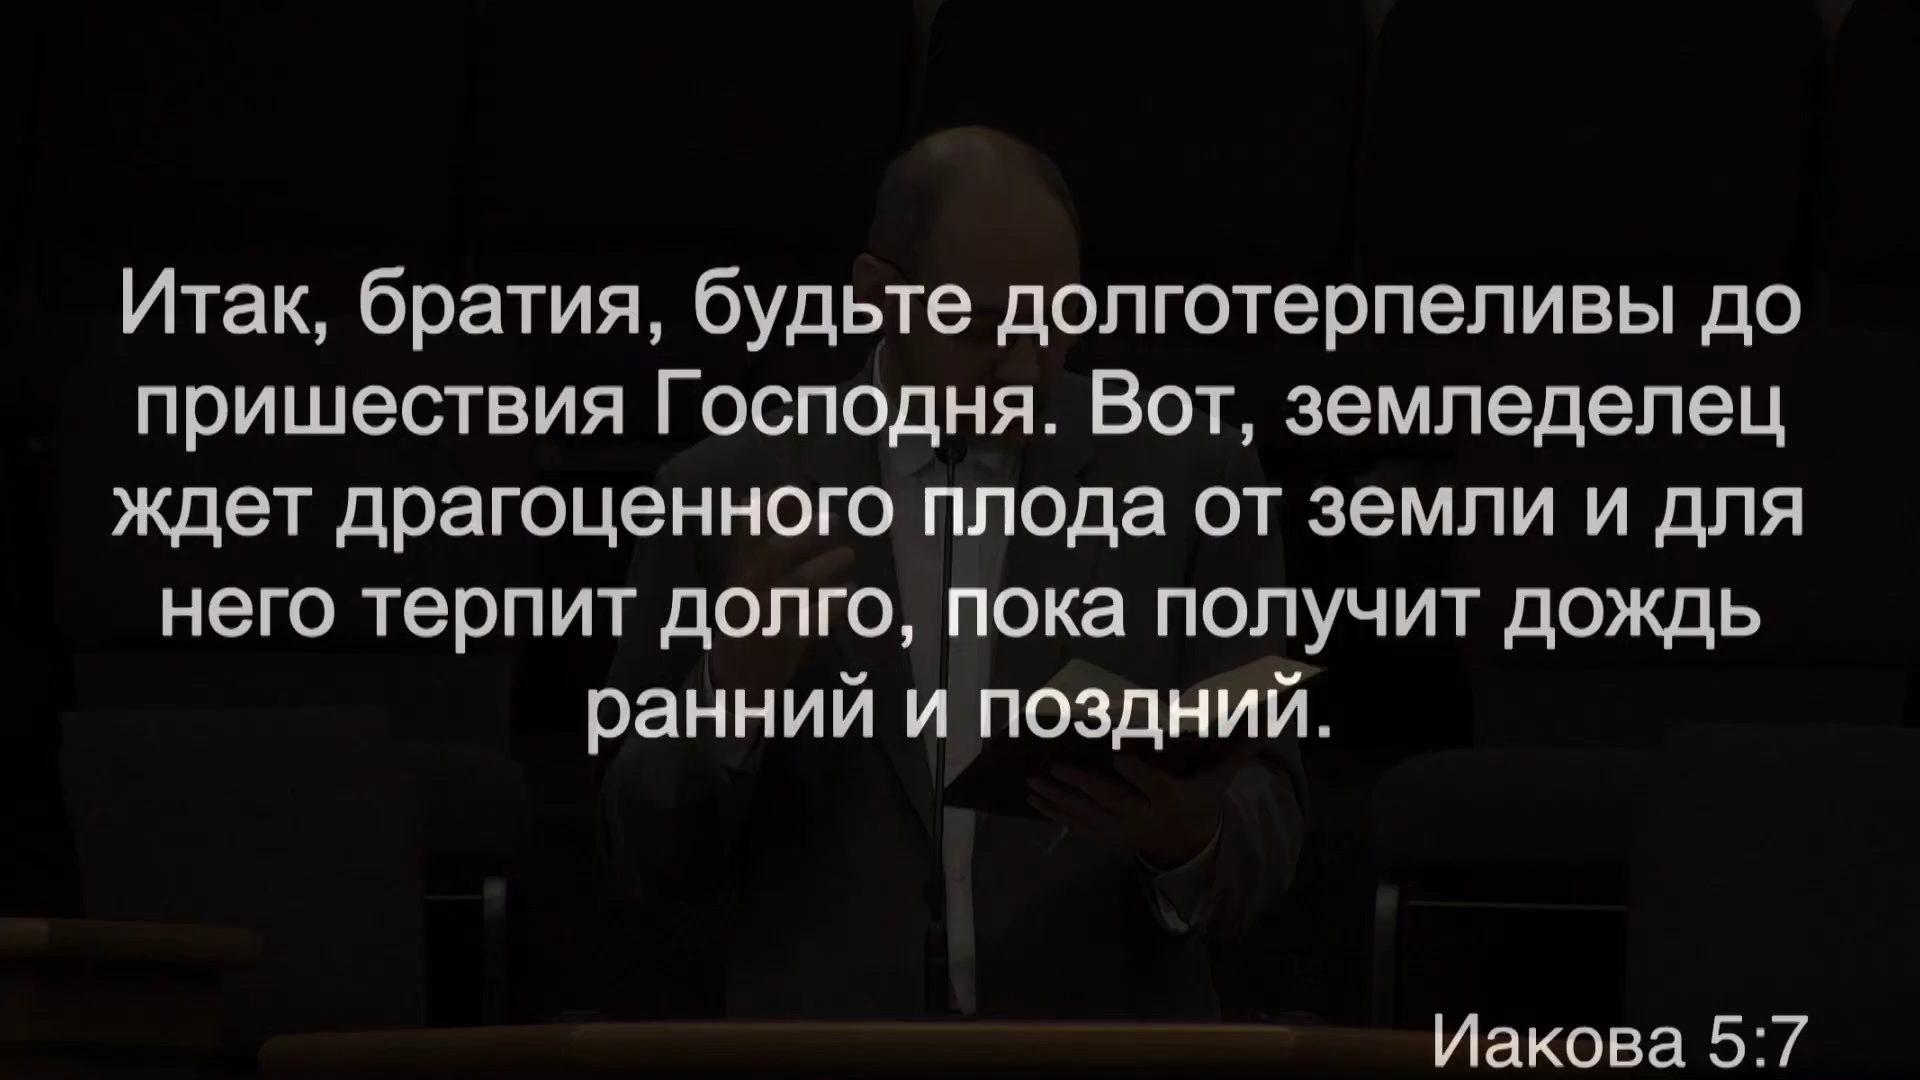 Итак, братия, будьте долготерпеливы до
пришествия Господня. Вот, земледелец
ждет драгоценного плода от земли и для
него терпит долго, пока получит дождь
ранний и поздний.
Иакова 5:7